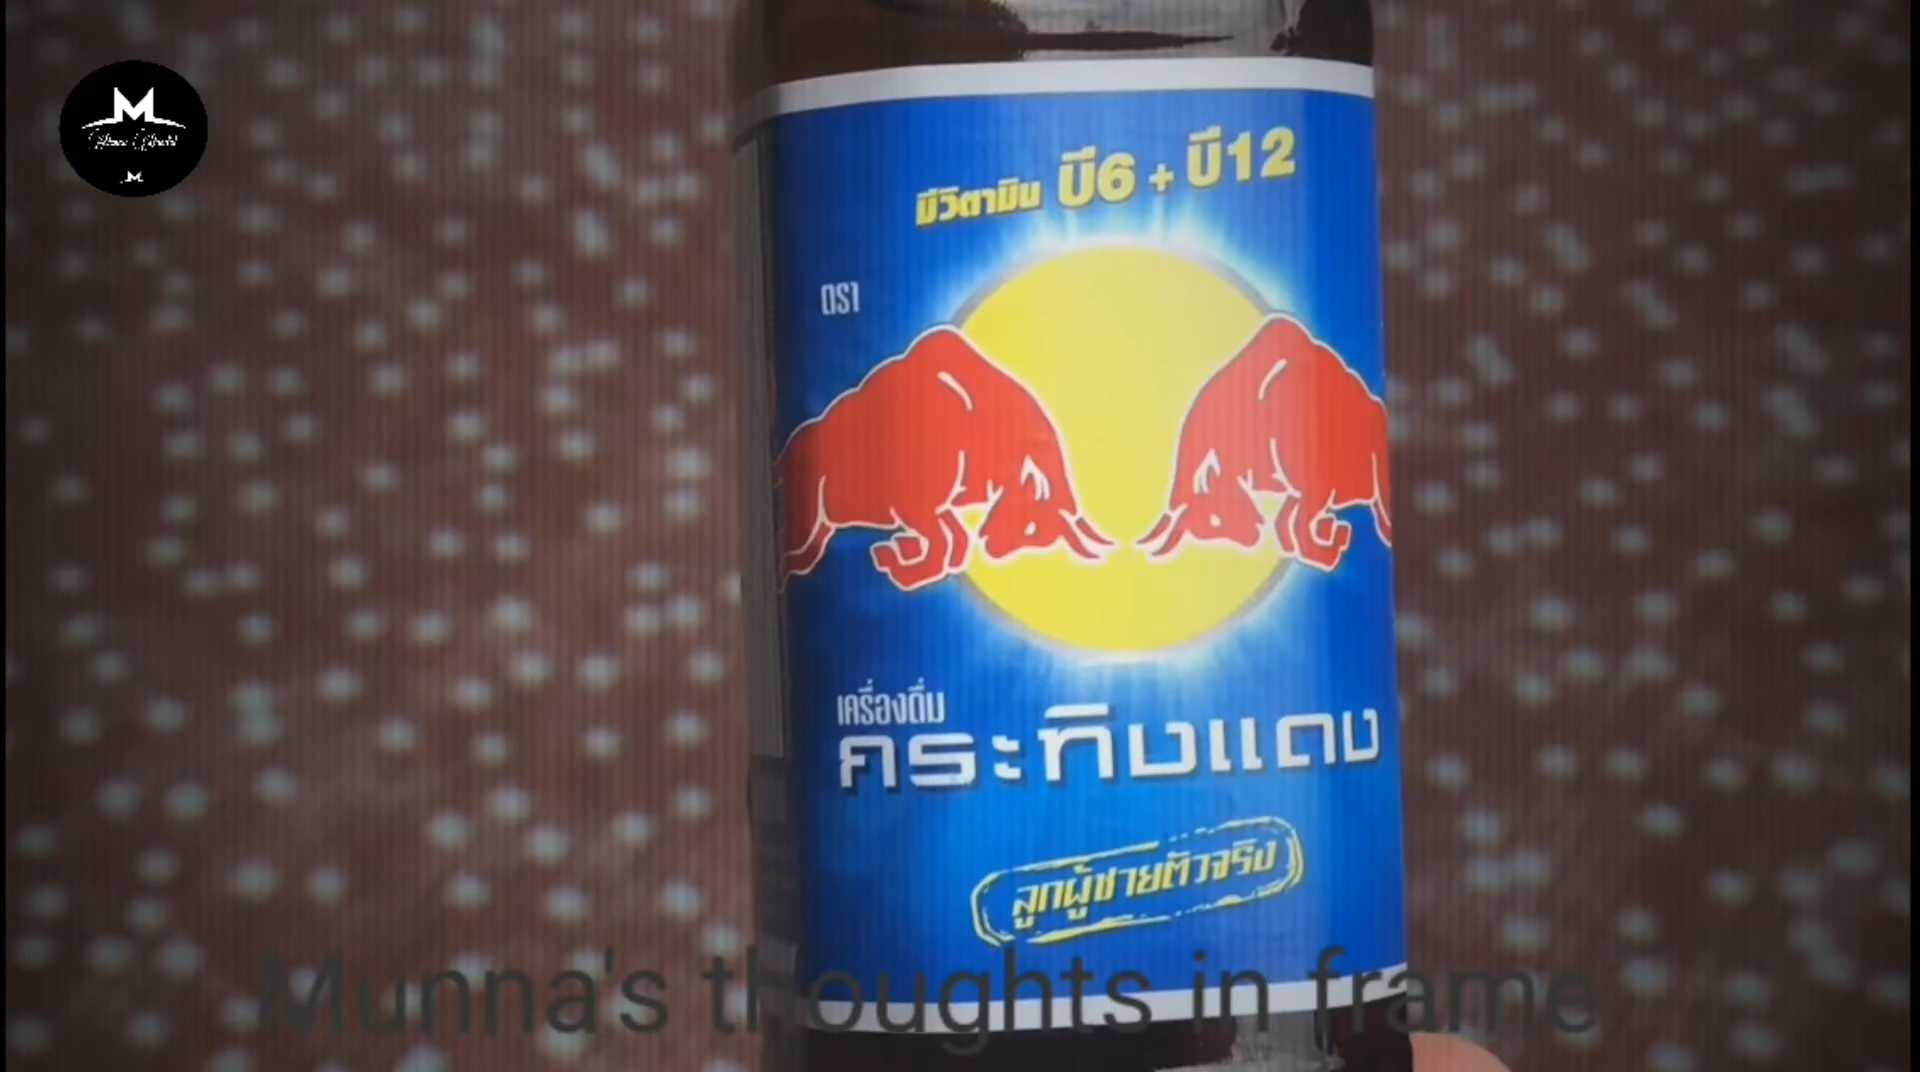 M
.M
มีวิตามิน บี6 + บี12
ตรา
เครื่องดื่ม
กระทิงแดง
ลูกผู้ชายตัวจริง
Munna's thoughts in frame